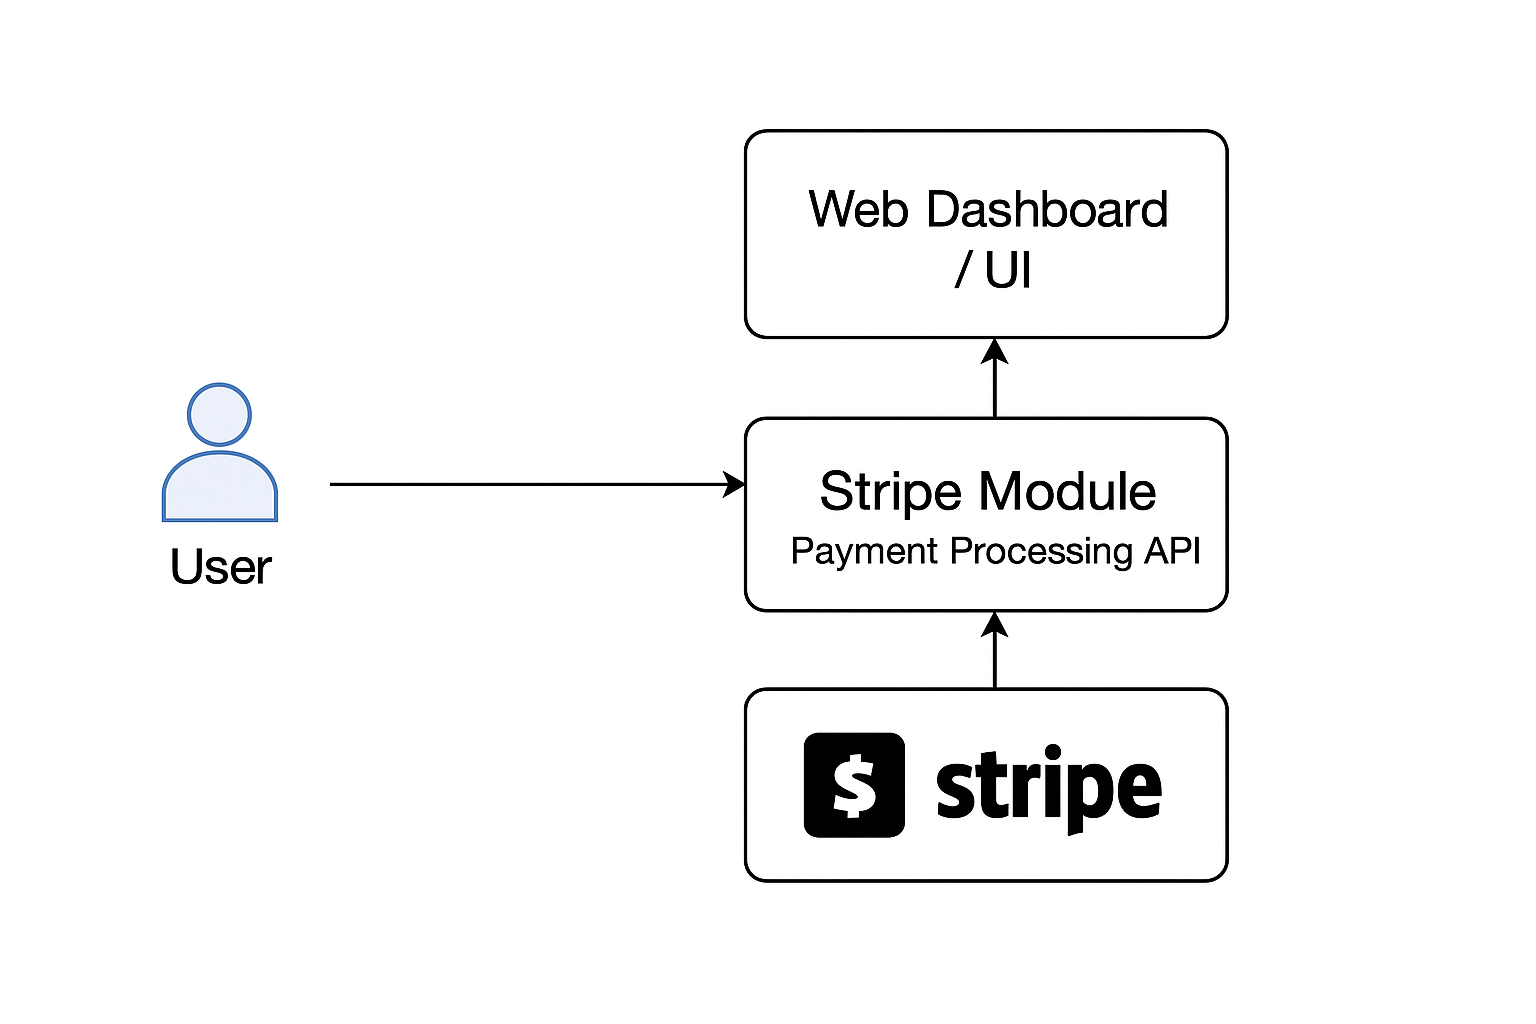 Web Dashboard
/ UI
User
Stripe Module
Payment Processing API
$ stripe